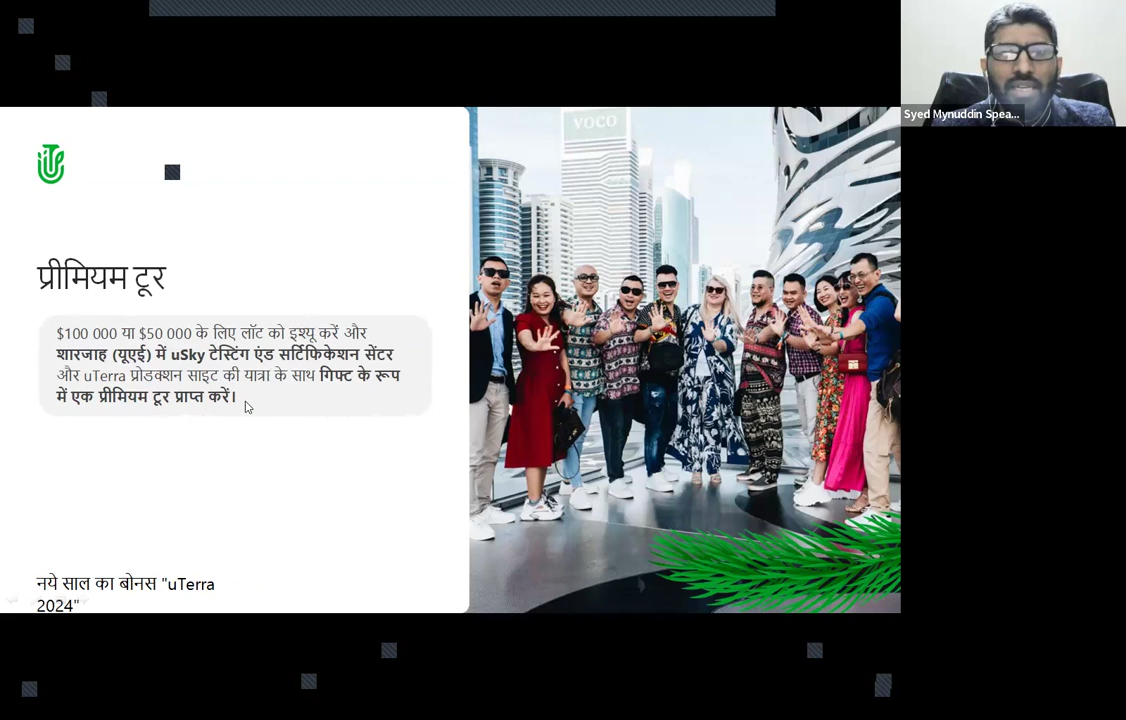 VOCO
Syed Mynuddin Spea...
प्रीमियम टूर
$100 000 या $50 000 के लिए लॉट को इश्यू करें और
शारजाह (यूएई) में uSky टेस्टिंग एंड सर्टिफिकेशन सेंटर
और uTerra प्रोडक्शन साइट की यात्रा के साथ गिफ्ट के रूप
में एक प्रीमियम टूर प्राप्त करें।
नये साल का बोनस "uTerra
2024"